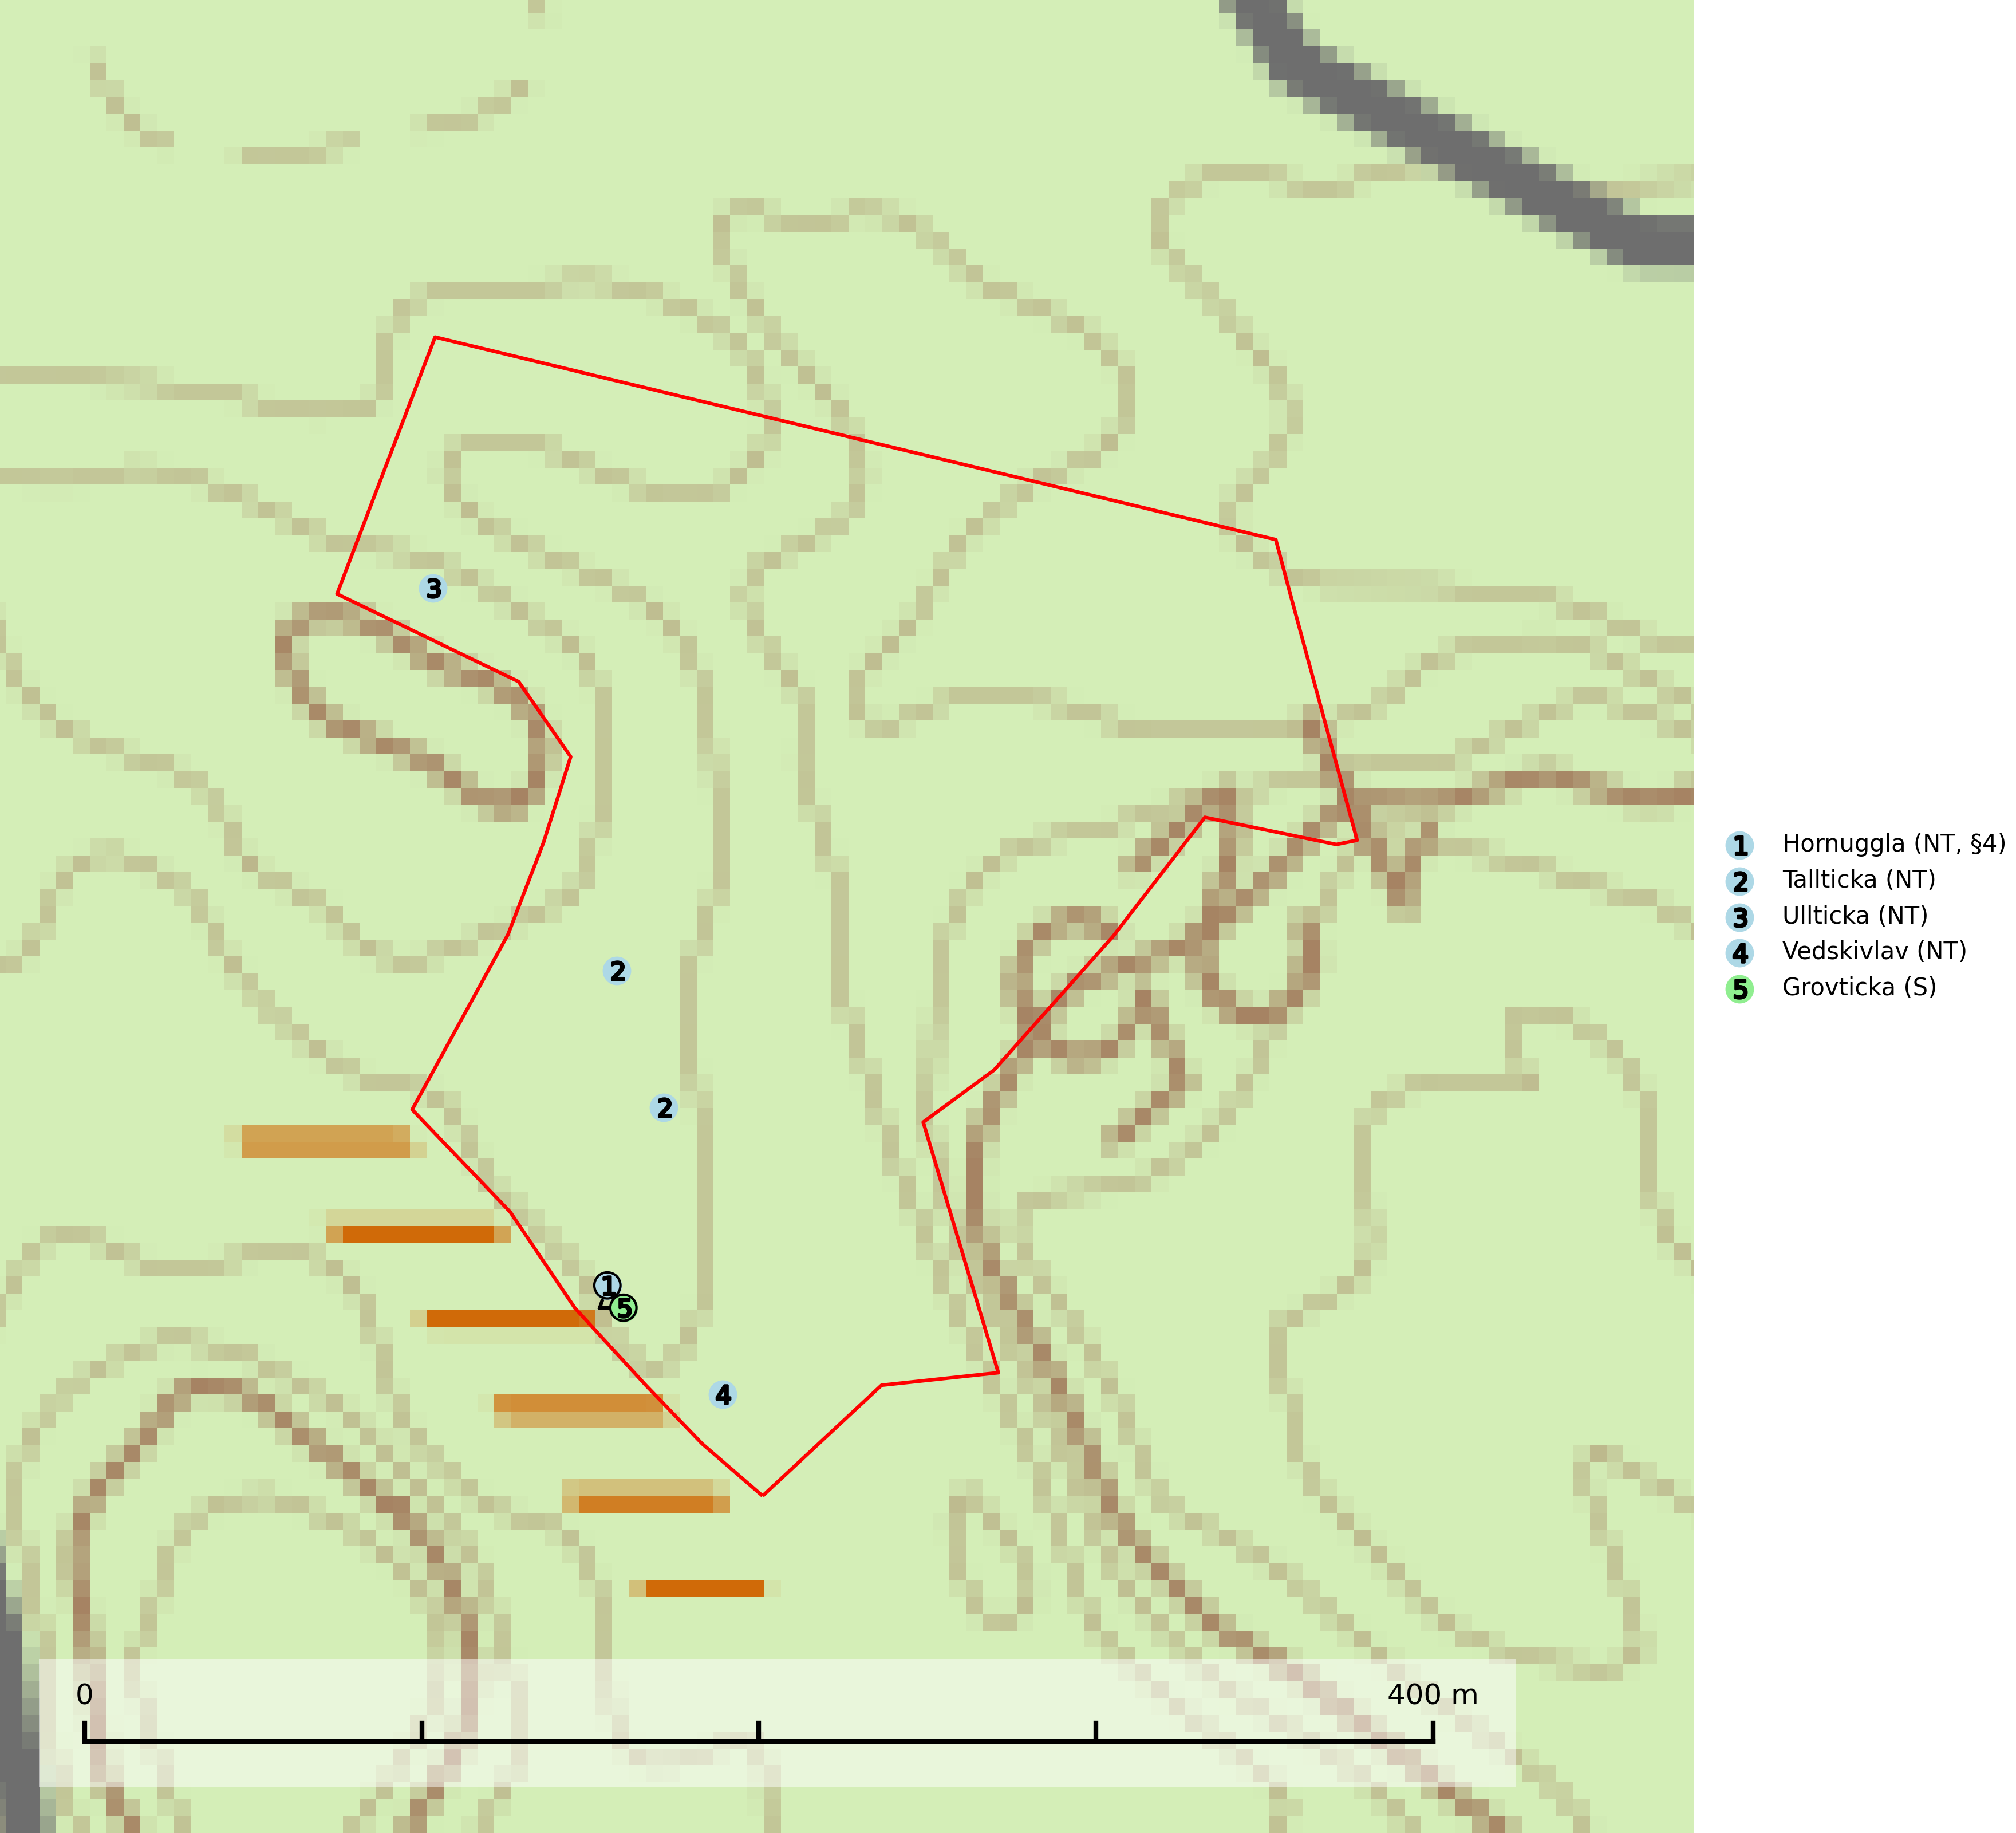 3
2
2
1
5
4
0 400 m
1 Hornuggla (NT, §4)
2 Tallticka (NT)
3 Ullticka (NT)
4 Vedskivlav (NT)
5 Grovticka (S)